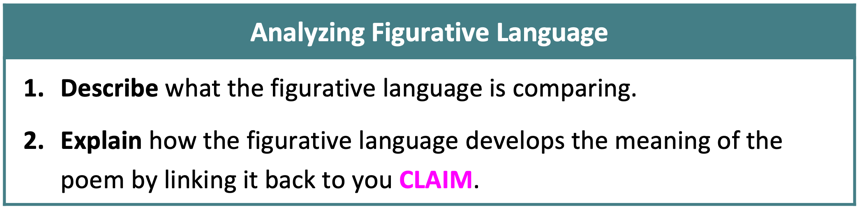 Analyzing Figurative Language
1. Describe what the figurative language is comparing.
2. Explain how the figurative language develops the meaning of the
poem by linking it back to you CLAIM.